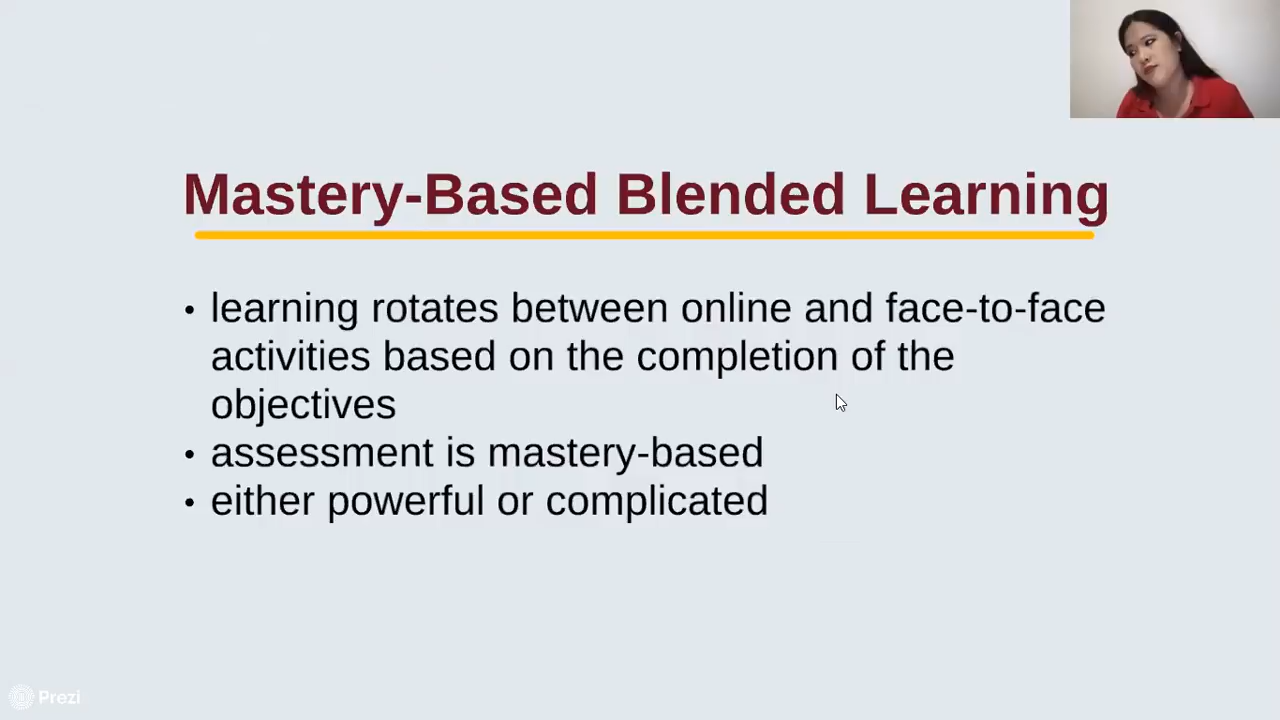 Mastery-Based Blended Learning
• learning rotates between online and face-to-face
activities based on the completion of the
objectives
• assessment is mastery-based
• either powerful or complicated
Prezi